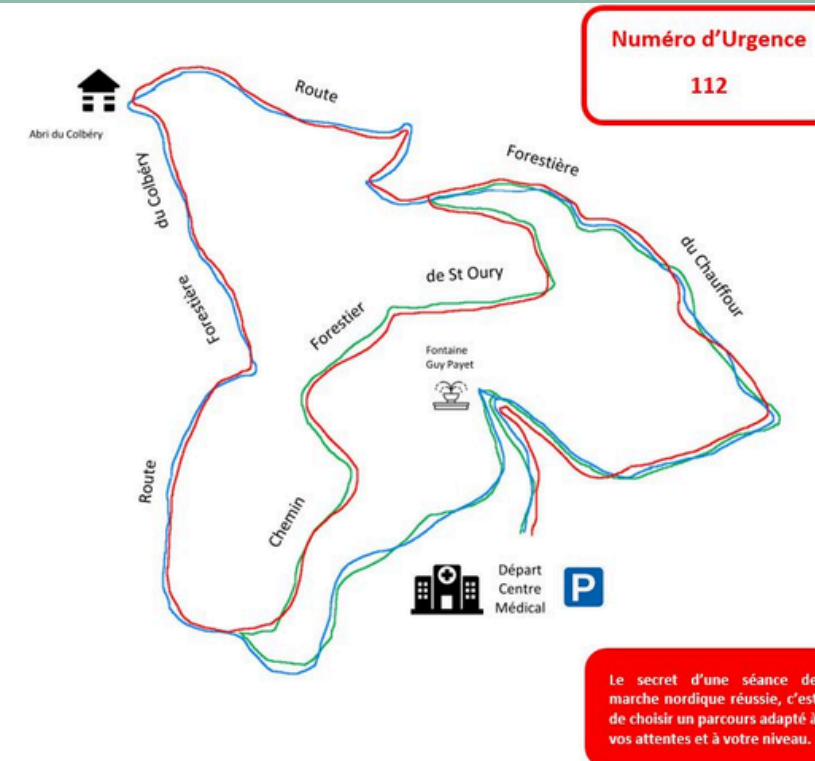 Numéro d’Urgence
112
Route
Abri du Colbéry
Forestière
du Colbéry
du Chauffour
de St Oury
Forestière
Forestier
Fontaine
Guy Payet
Route
Chemin
Départ
Centre
Médical
P
Le secret d’une séance de
marche nordique réussie, c’est
de choisir un parcours adapté à
vos attentes et à votre niveau.